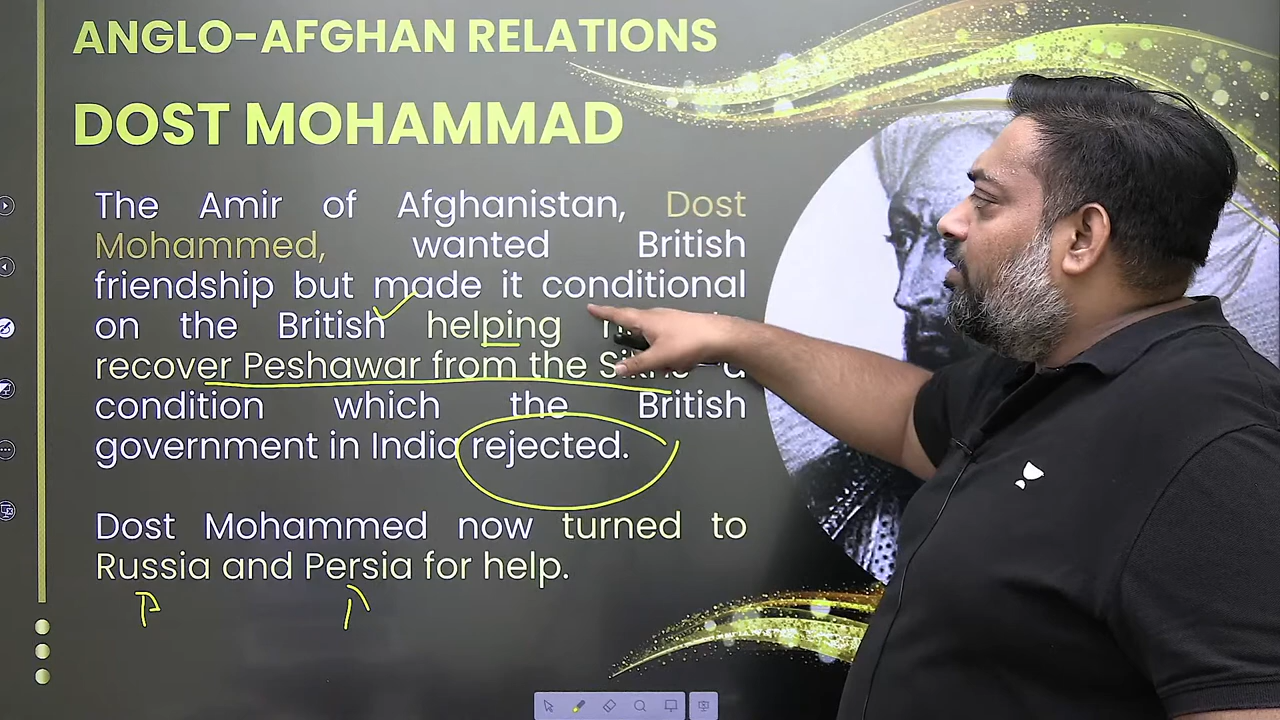 ANGLO-AFGHAN RELATIONS
DOST MOHAMMAD
The Amir of Afghanistan, Dost
Mohammed, wanted British
friendship but made it conditional
on the British helping
recover Peshawar from the
condition which the British
government in India rejected.
Dost Mohammed now turned to
Russia and Persia for help.